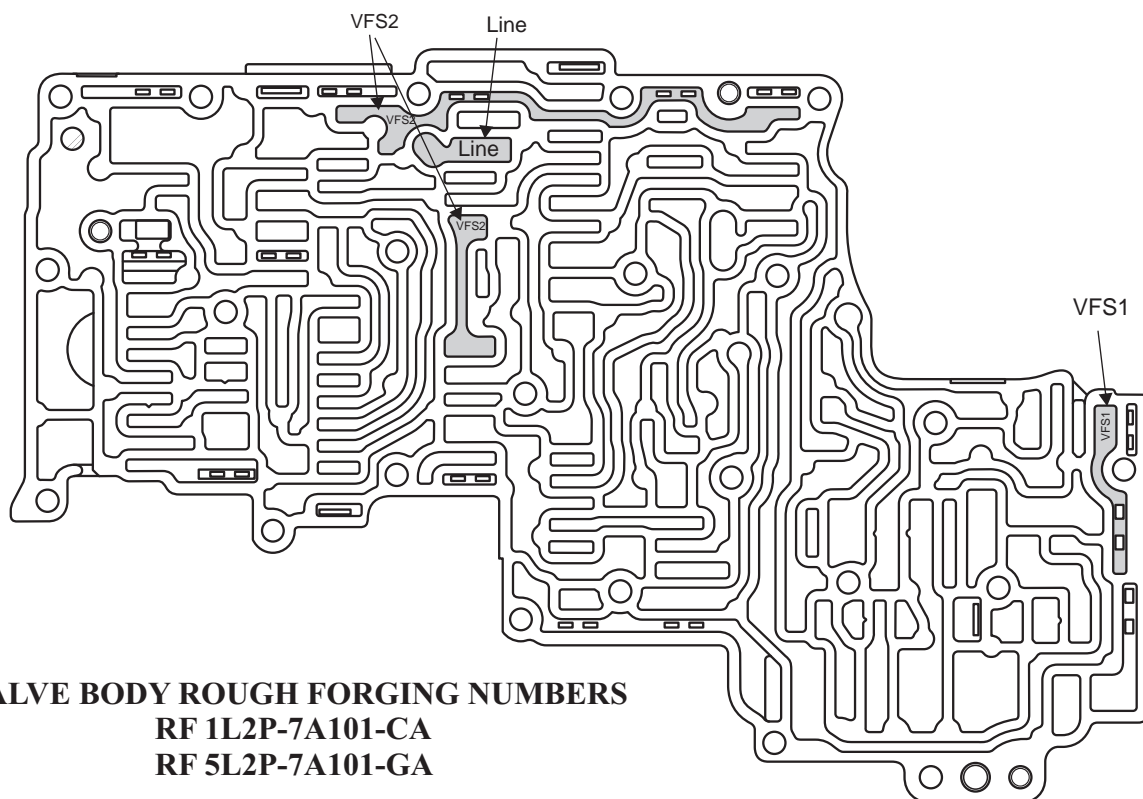 VFS2
Line
VFS2
Line
VFS2
VFS1
VFS1
ALVE BODY ROUGH FORGING NUMBERS
RF 1L2P-7A101-CA
RF 5L2P-7A101-GA